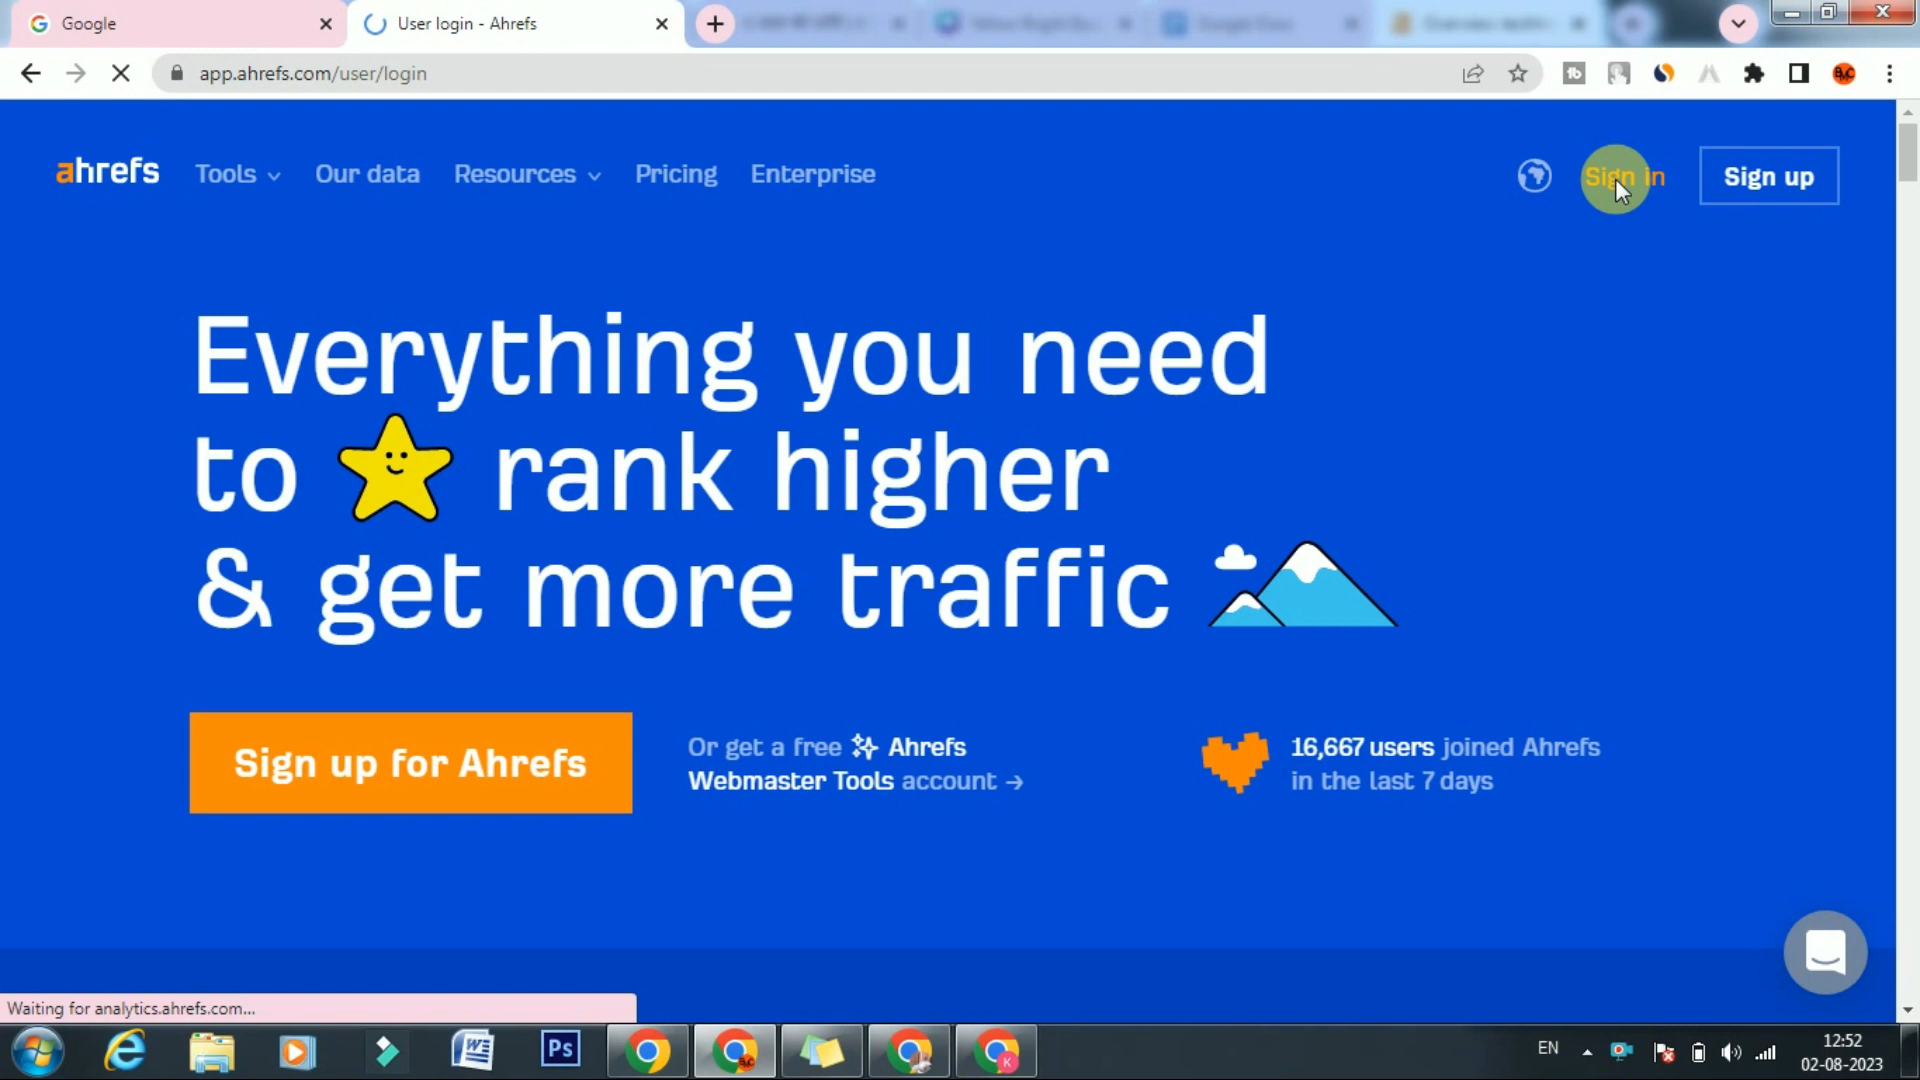 Google
User login - Ahrefs
app.ahrefs.com/user/login
ahrefs
Tools
Our data
Resources
Pricing
Enterprise
Sign in
Sign up
Everything you need
to rank higher
& get more traffic
Sign up for Ahrefs
Or get a free Ahrefs
Webmaster Tools account →
16,667 users joined Ahrefs
in the last 7 days
Waiting for analytics.ahrefs.com...
Ps
K
EN
12:52
02-08-2023